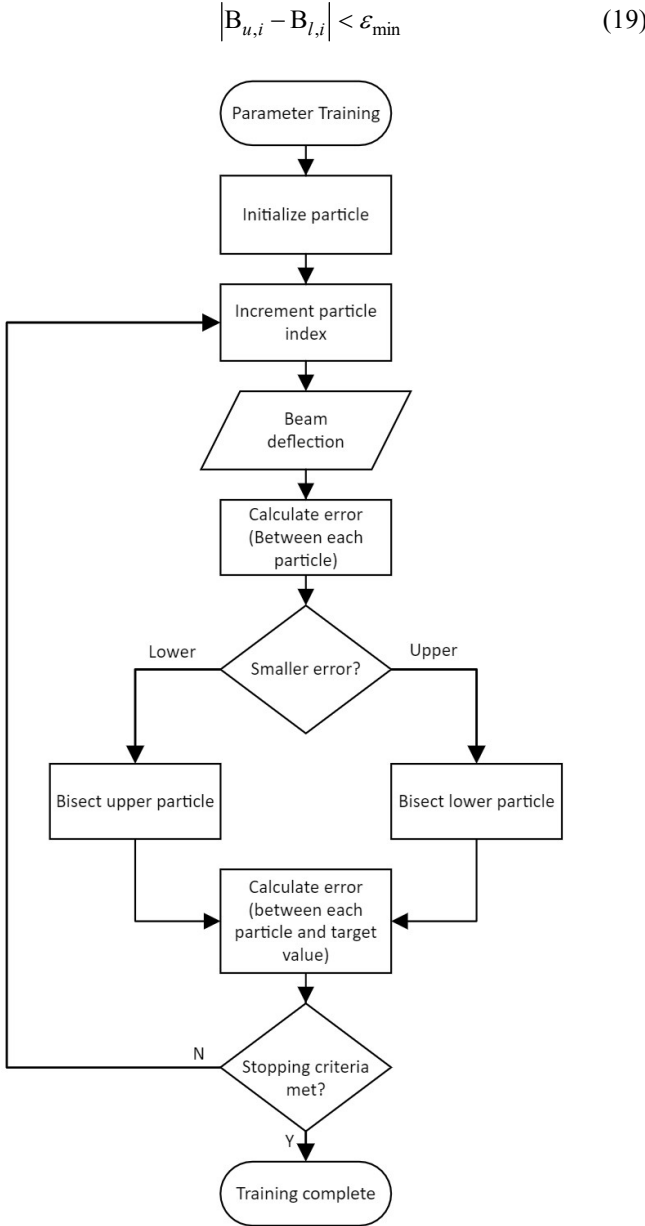 |B_{u,i} − B_{l,i}| < ε_min (19)
Parameter Training
Initialize particle
Increment particle
index
Beam
deflection
Calculate error
(Between each
particle)
Lower
Smaller error?
Upper
Bisect upper particle
Bisect lower particle
Calculate error
(between each
particle and target
value)
N
Stopping criteria
met?
Y
Training complete